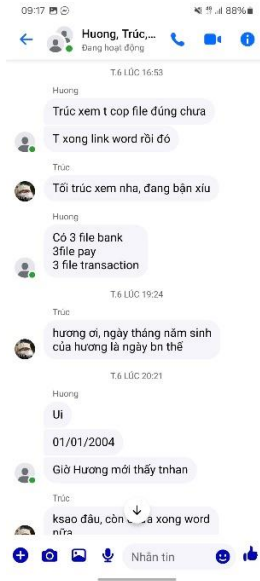 09:17
88%
Huong, Trúc,...
Đang hoạt động
T.6 LÚC 16:53
Huong
Trúc xem t cop file đúng chưa
T xong link word rồi đó
Trúc
Tối trúc xem nha, đang bận xíu
Huong
Có 3 file bank
3file pay
3 file transaction
T.6 LÚC 19:24
Trúc
hương ơi, ngày tháng năm sinh
của hương là ngày bn thế
T.6 LÚC 20:21
Huong
Ui
01/01/2004
Giờ Hương mới thấy tnhan
Trúc
ksao đâu, còn xong word
nữa
Nhắn tin